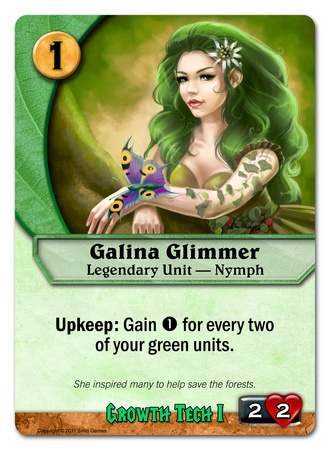 1
Galina Glimmer
Legendary Unit — Nymph
Upkeep: Gain ❶ for every two
of your green units.
She inspired many to help save the forests.
Growth Tech I
2 2
Copyright © 2011 Sirlin Games